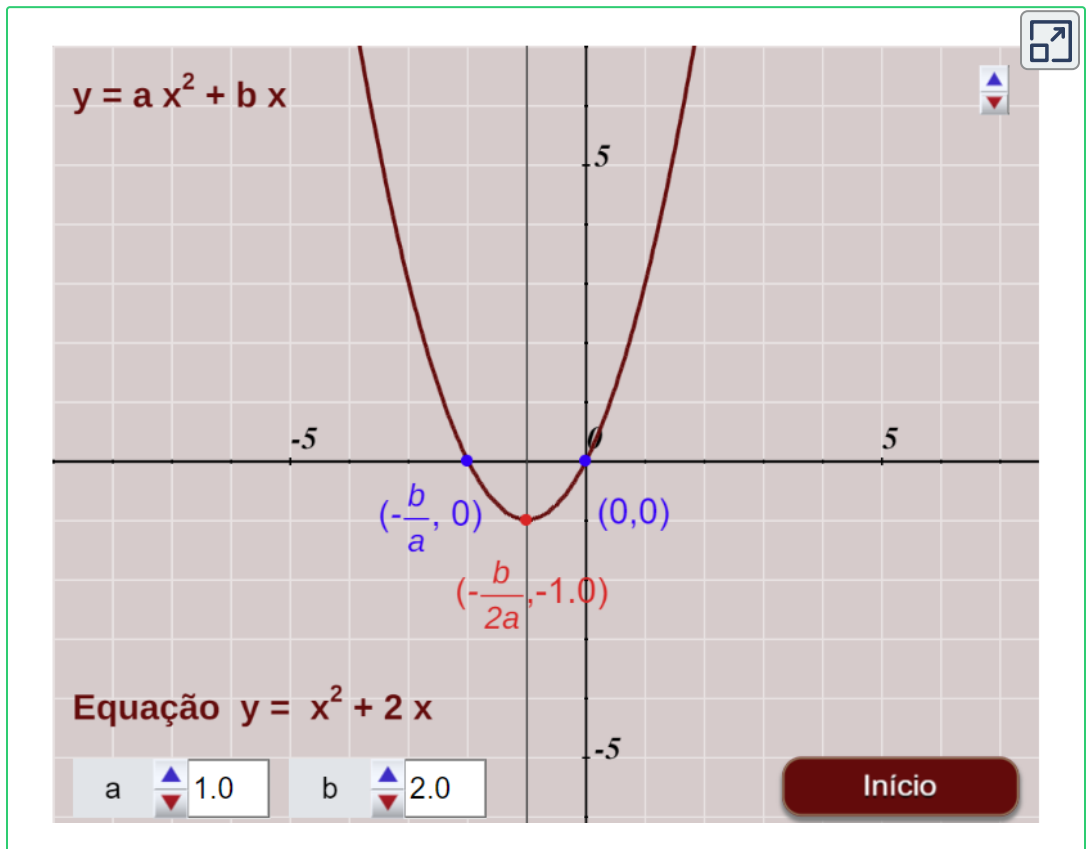 y = a x² + b x
5
-5
0
5
(-b/a, 0)
(0,0)
(-b/2a,-1.0)
Equação y = x² + 2 x
-5
a 1.0 b 2.0
Início